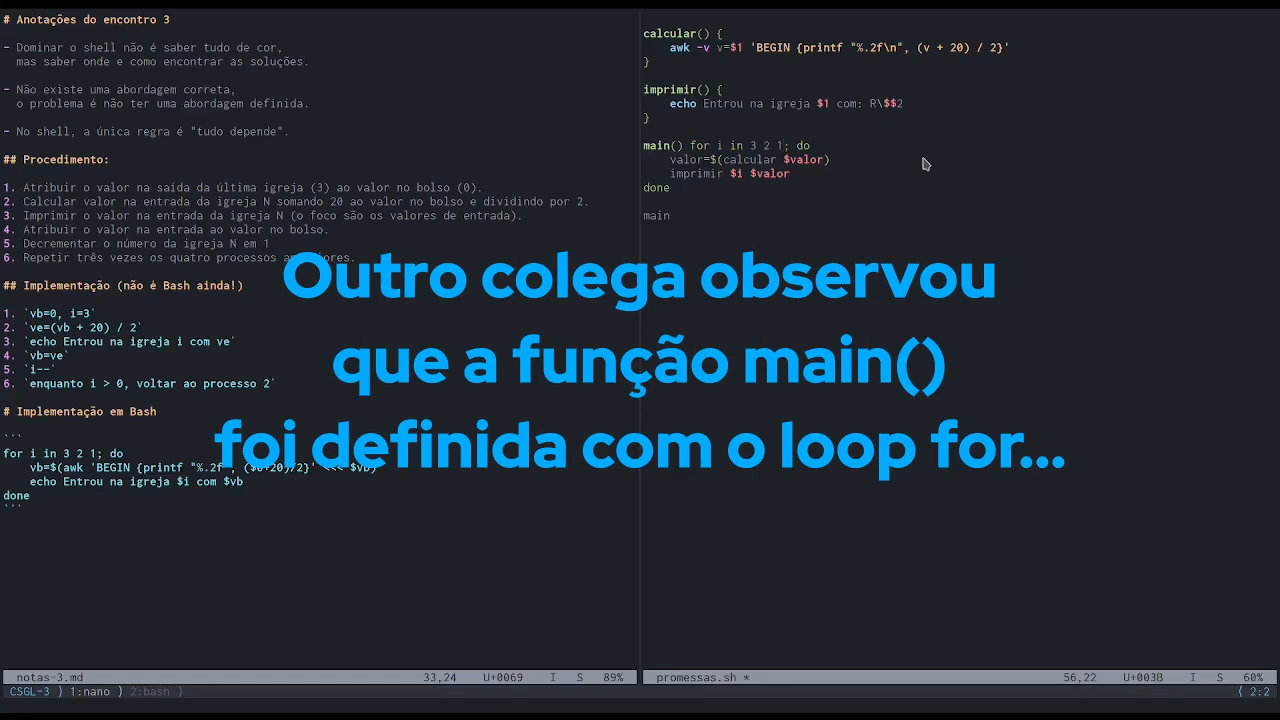 # Anotações do encontro 3
- Dominar o shell não é saber tudo de cor,
mas saber onde e como encontrar as soluções.
- Não existe uma abordagem correta,
o problema é não ter uma abordagem definida.
- No shell, a única regra é "tudo depende".
## Procedimento:
1. Atribuir o valor na saída da última igreja (3) ao valor no bolso (0).
2. Calcular valor na entrada da igreja N somando 20 ao valor no bolso e dividindo por 2.
3. Imprimir o valor na entrada da igreja N (o foco são os valores de entrada).
4. Atribuir o valor na entrada ao valor no bolso.
5. Decrementar o número da igreja N em 1
6. Repetir três vezes os quatro processos
## Implementação (não é Bash ainda!)
1. `vb=0, i=3`
2. `ve=(vb + 20) / 2`
3. `echo Entrou na igreja i com ve`
4. `vb=ve`
5. `i--`
6. `enquanto i > 0, voltar ao processo 2`
# Implementação em Bash
```
for i in 3 2 1; do
vb=$(awk 'BEGIN {printf "%.2f", ($0+20)/2}' <<< $vb)
echo Entrou na igreja $i com $vb
done
```
calcular() {
awk -v v=$1 'BEGIN {printf "%.2f\n", (v + 20) / 2}'
}
imprimir() {
echo Entrou na igreja $1 com: R\$$2
}
main() for i in 3 2 1; do
valor=$(calcular $valor)
imprimir $i $valor
done
main
Outro colega observou
que a função main()
foi definida com o loop for...
notas-3.md 33,24 U+0069 I S 89%
promessas.sh * 56,22 U+003B I S 60%
CSGL-3 ⟩ 1:nano ⟩ 2:bash ⟩ ⟨ 2:2